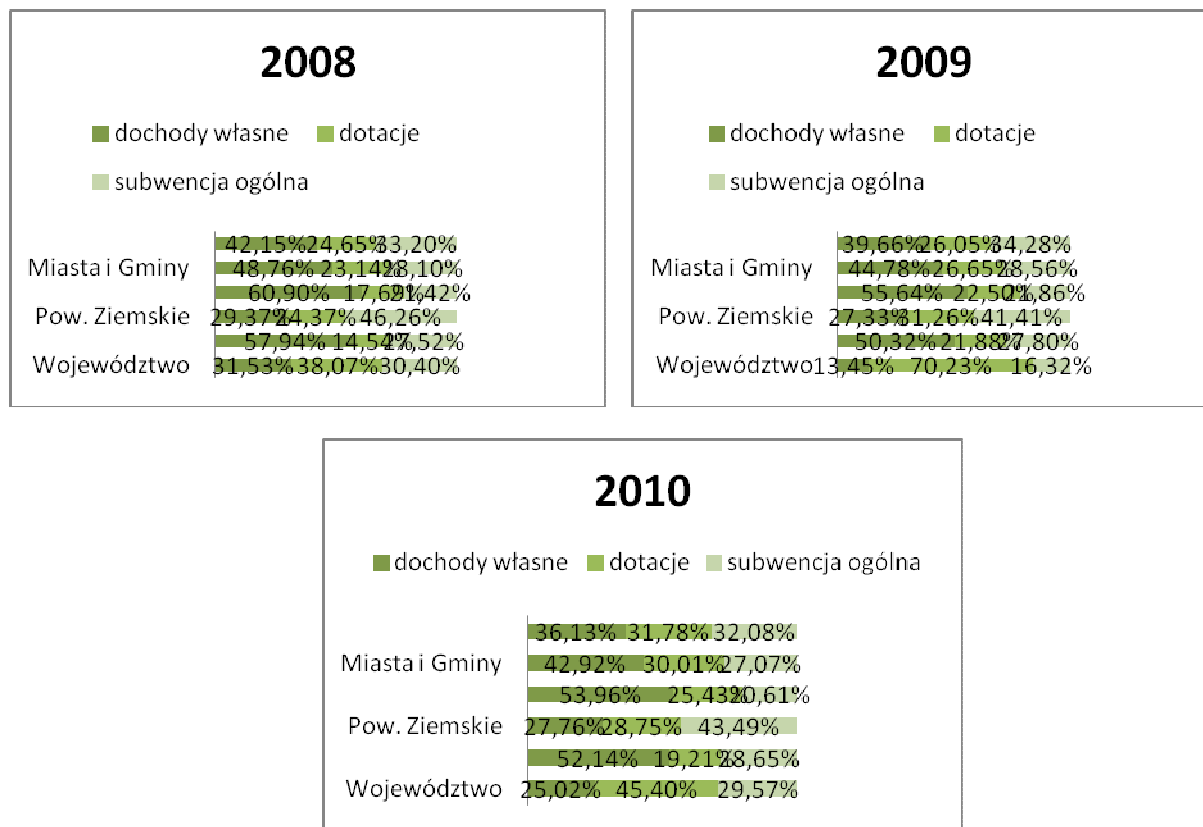 2008
dochody własne dotacje
subwencja ogólna
42,15% 24,65% 33,20%
Miasta i Gminy 48,76% 23,14% 28,10%
60,90% 17,69% 21,42%
Pow. Ziemskie 29,37% 24,37% 46,26%
57,94% 14,54% 27,52%
Województwo 31,53% 38,07% 30,40%
2009
dochody własne dotacje
subwencja ogólna
39,66% 26,05% 34,28%
Miasta i Gminy 44,78% 26,65% 28,56%
55,64% 22,50% 21,86%
Pow. Ziemskie 27,33% 31,26% 41,41%
50,32% 21,88% 27,80%
Województwo 13,45% 70,23% 16,32%
2010
dochody własne dotacje subwencja ogólna
36,13% 31,78% 32,08%
Miasta i Gminy 42,92% 30,01% 27,07%
53,96% 25,43% 20,61%
Pow. Ziemskie 27,76% 28,75% 43,49%
52,14% 19,21% 28,65%
Województwo 25,02% 45,40% 29,57%